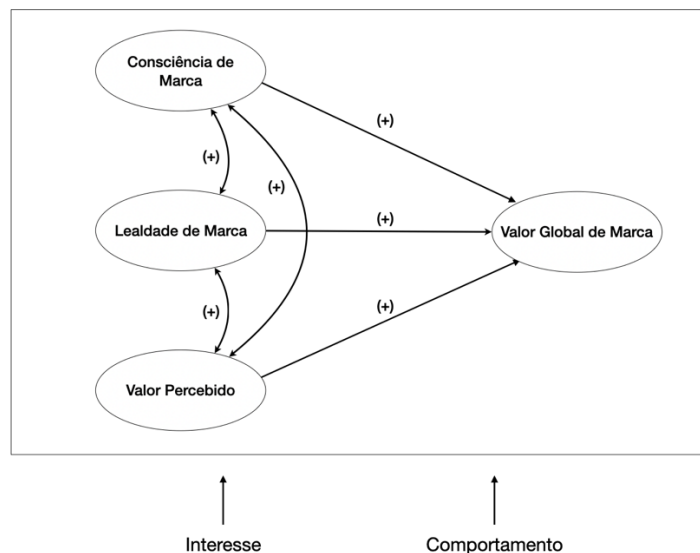 Consciência de
Marca
(+)
(+)
(+)
Lealdade de Marca
(+)
Valor Global de Marca
(+)
(+)
Valor Percebido
Interesse
Comportamento